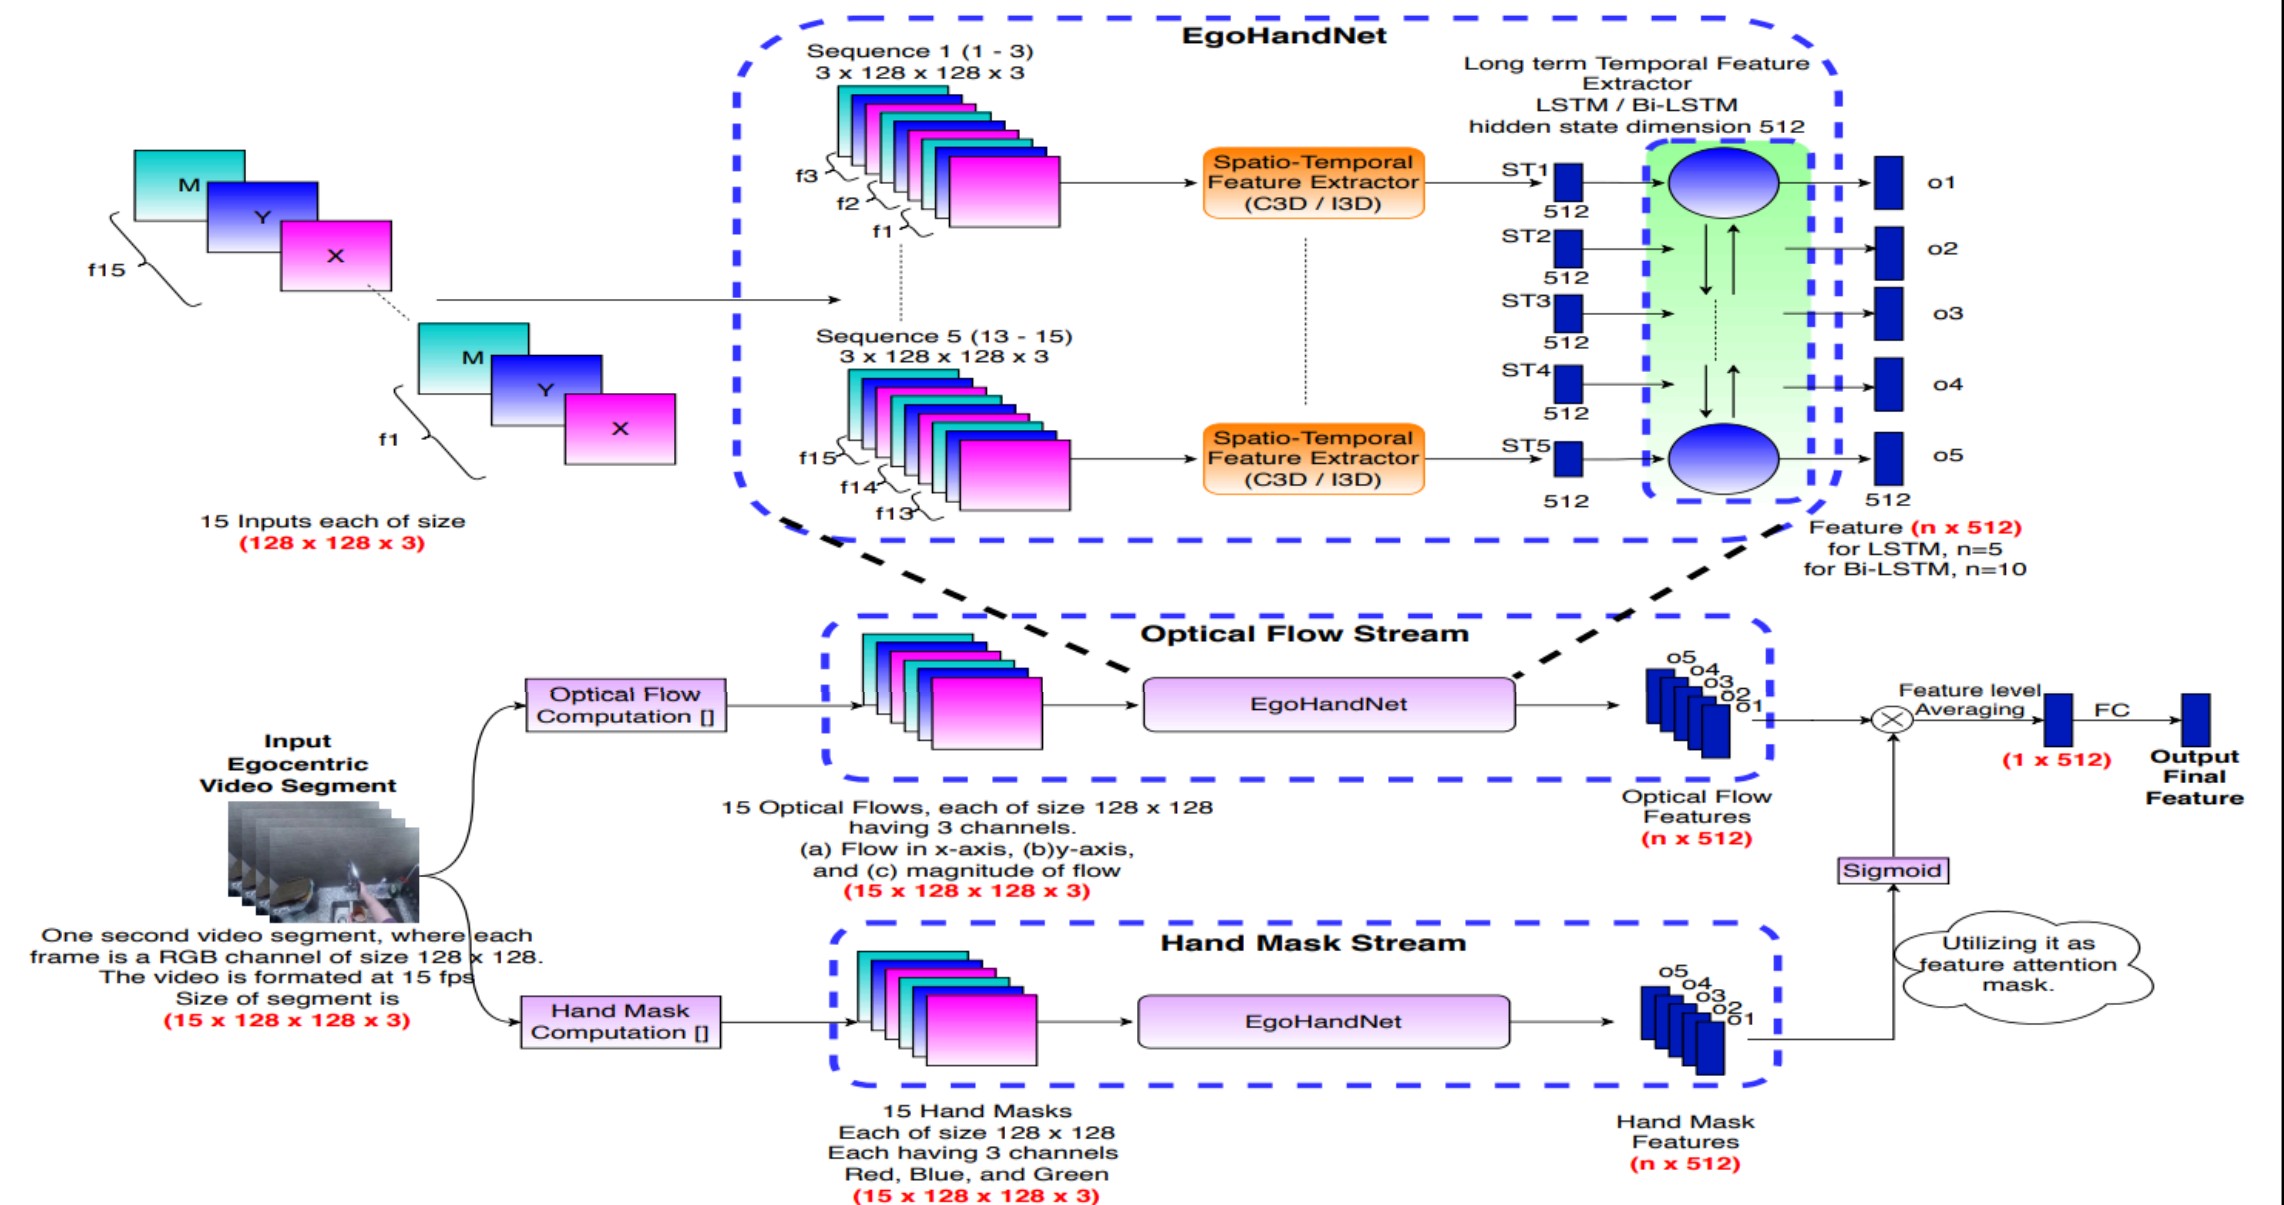 EgoHandNet
Sequence 1 (1 - 3)
3 x 128 x 128 x 3
f3
f2
f1
Long term Temporal Feature
Extractor
LSTM / Bi-LSTM
hidden state dimension 512
Spatio-Temporal
Feature Extractor
(C3D / I3D)
ST1
512
ST2
512
ST3
512
ST4
512
ST5
512
o1
o2
o3
o4
o5
512
M
Y
X
f15
M
Y
X
f1
15 Inputs each of size
(128 x 128 x 3)
Sequence 5 (13 - 15)
3 x 128 x 128 x 3
f15
f14
f13
Spatio-Temporal
Feature Extractor
(C3D / I3D)
Feature (n x 512)
for LSTM, n=5
for Bi-LSTM, n=10
Optical Flow Stream
Optical Flow
Computation []
EgoHandNet
o5
o4
o3
o2
o1
Feature level
Averaging
FC
(1 x 512)
Output
Final
Feature
Input
Egocentric
Video Segment
15 Optical Flows, each of size 128 x 128
having 3 channels.
(a) Flow in x-axis, (b)y-axis,
and (c) magnitude of flow
(15 x 128 x 128 x 3)
Optical Flow
Features
(n x 512)
Sigmoid
One second video segment, where each
frame is a RGB channel of size 128 x 128.
The video is formated at 15 fps
Size of segment is
(15 x 128 x 128 x 3)
Hand Mask Stream
Hand Mask
Computation []
EgoHandNet
o5
o4
o3
o2
o1
Utilizing it as
feature attention
mask.
15 Hand Masks
Each of size 128 x 128
Each having 3 channels
Red, Blue, and Green
(15 x 128 x 128 x 3)
Hand Mask
Features
(n x 512)